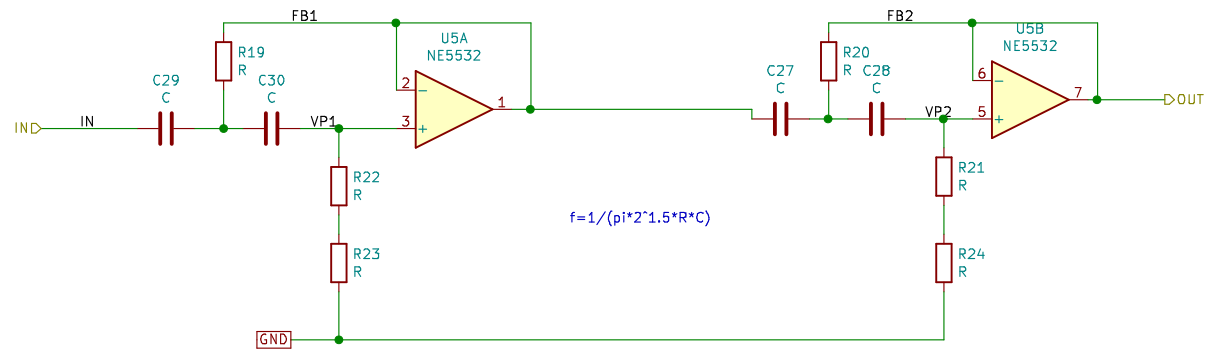 FB1
FB2
U5A
NE5532
U5B
NE5532
R19
R
R20
R
C29
C
C30
C
C27
C
C28
C
2
1
3
6
7
5
IN
IN
VP1
VP2
OUT
R22
R
R21
R
f=1/(pi*2^1.5*R*C)
R23
R
R24
R
GND